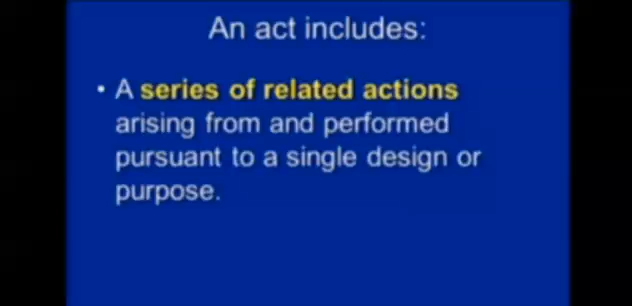 An act includes:
• A series of related actions
arising from and performed
pursuant to a single design or
purpose.